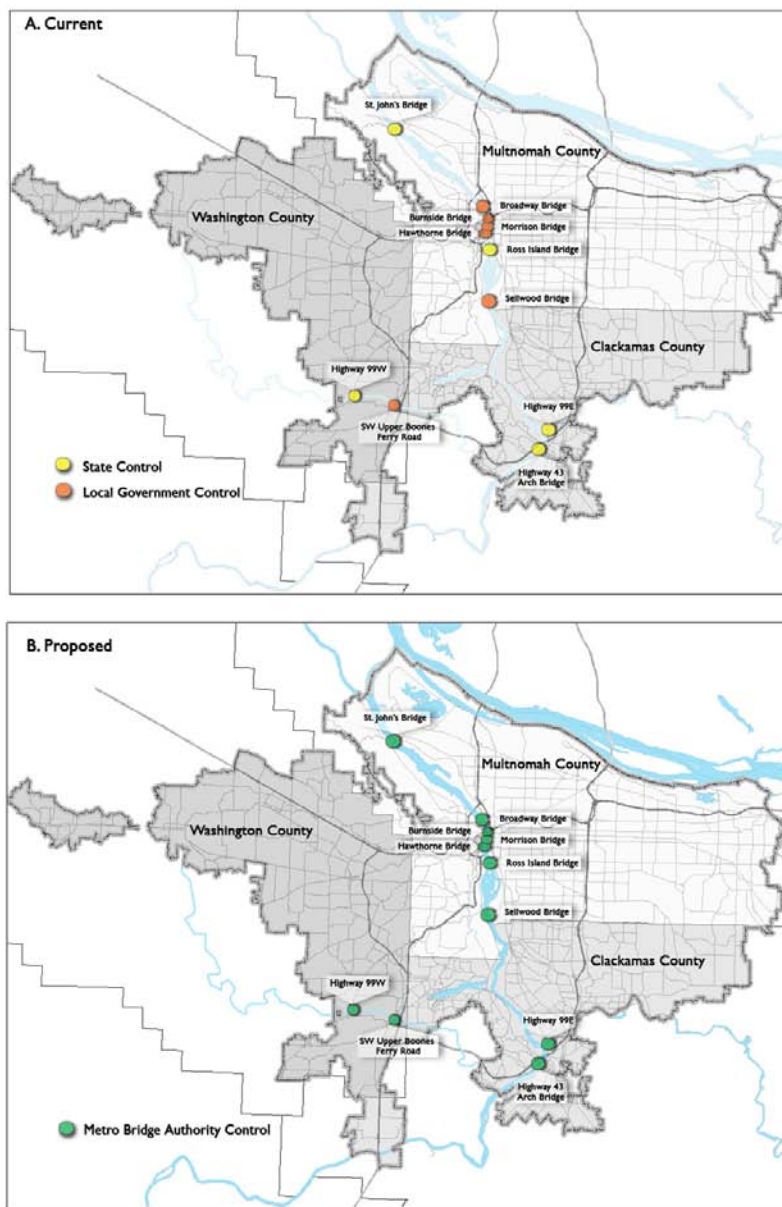 A. Current
St. John's Bridge
Multnomah County
Washington County
Broadway Bridge
Burnside Bridge
Morrison Bridge
Hawthorne Bridge
Ross Island Bridge
Sellwood Bridge
Clackamas County
Highway 99W
Highway 99E
SW Upper Boones
Ferry Road
State Control
Highway 43
Arch Bridge
Local Government Control
B. Proposed
St. John's Bridge
Multnomah County
Washington County
Broadway Bridge
Burnside Bridge
Morrison Bridge
Hawthorne Bridge
Ross Island Bridge
Sellwood Bridge
Clackamas County
Highway 99W
Highway 99E
SW Upper Boones
Ferry Road
Highway 43
Arch Bridge
Metro Bridge Authority Control